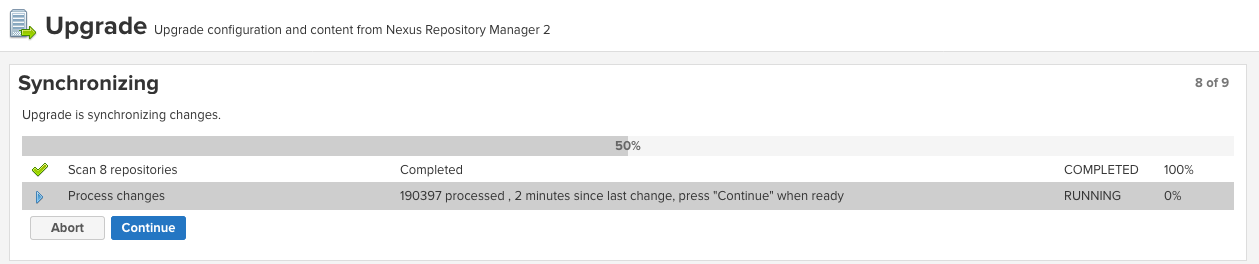 Upgrade Upgrade configuration and content from Nexus Repository Manager 2
Synchronizing 8 of 9
Upgrade is synchronizing changes.
50%
Scan 8 repositories Completed COMPLETED 100%
Process changes 190397 processed , 2 minutes since last change, press "Continue" when ready RUNNING 0%
Abort Continue